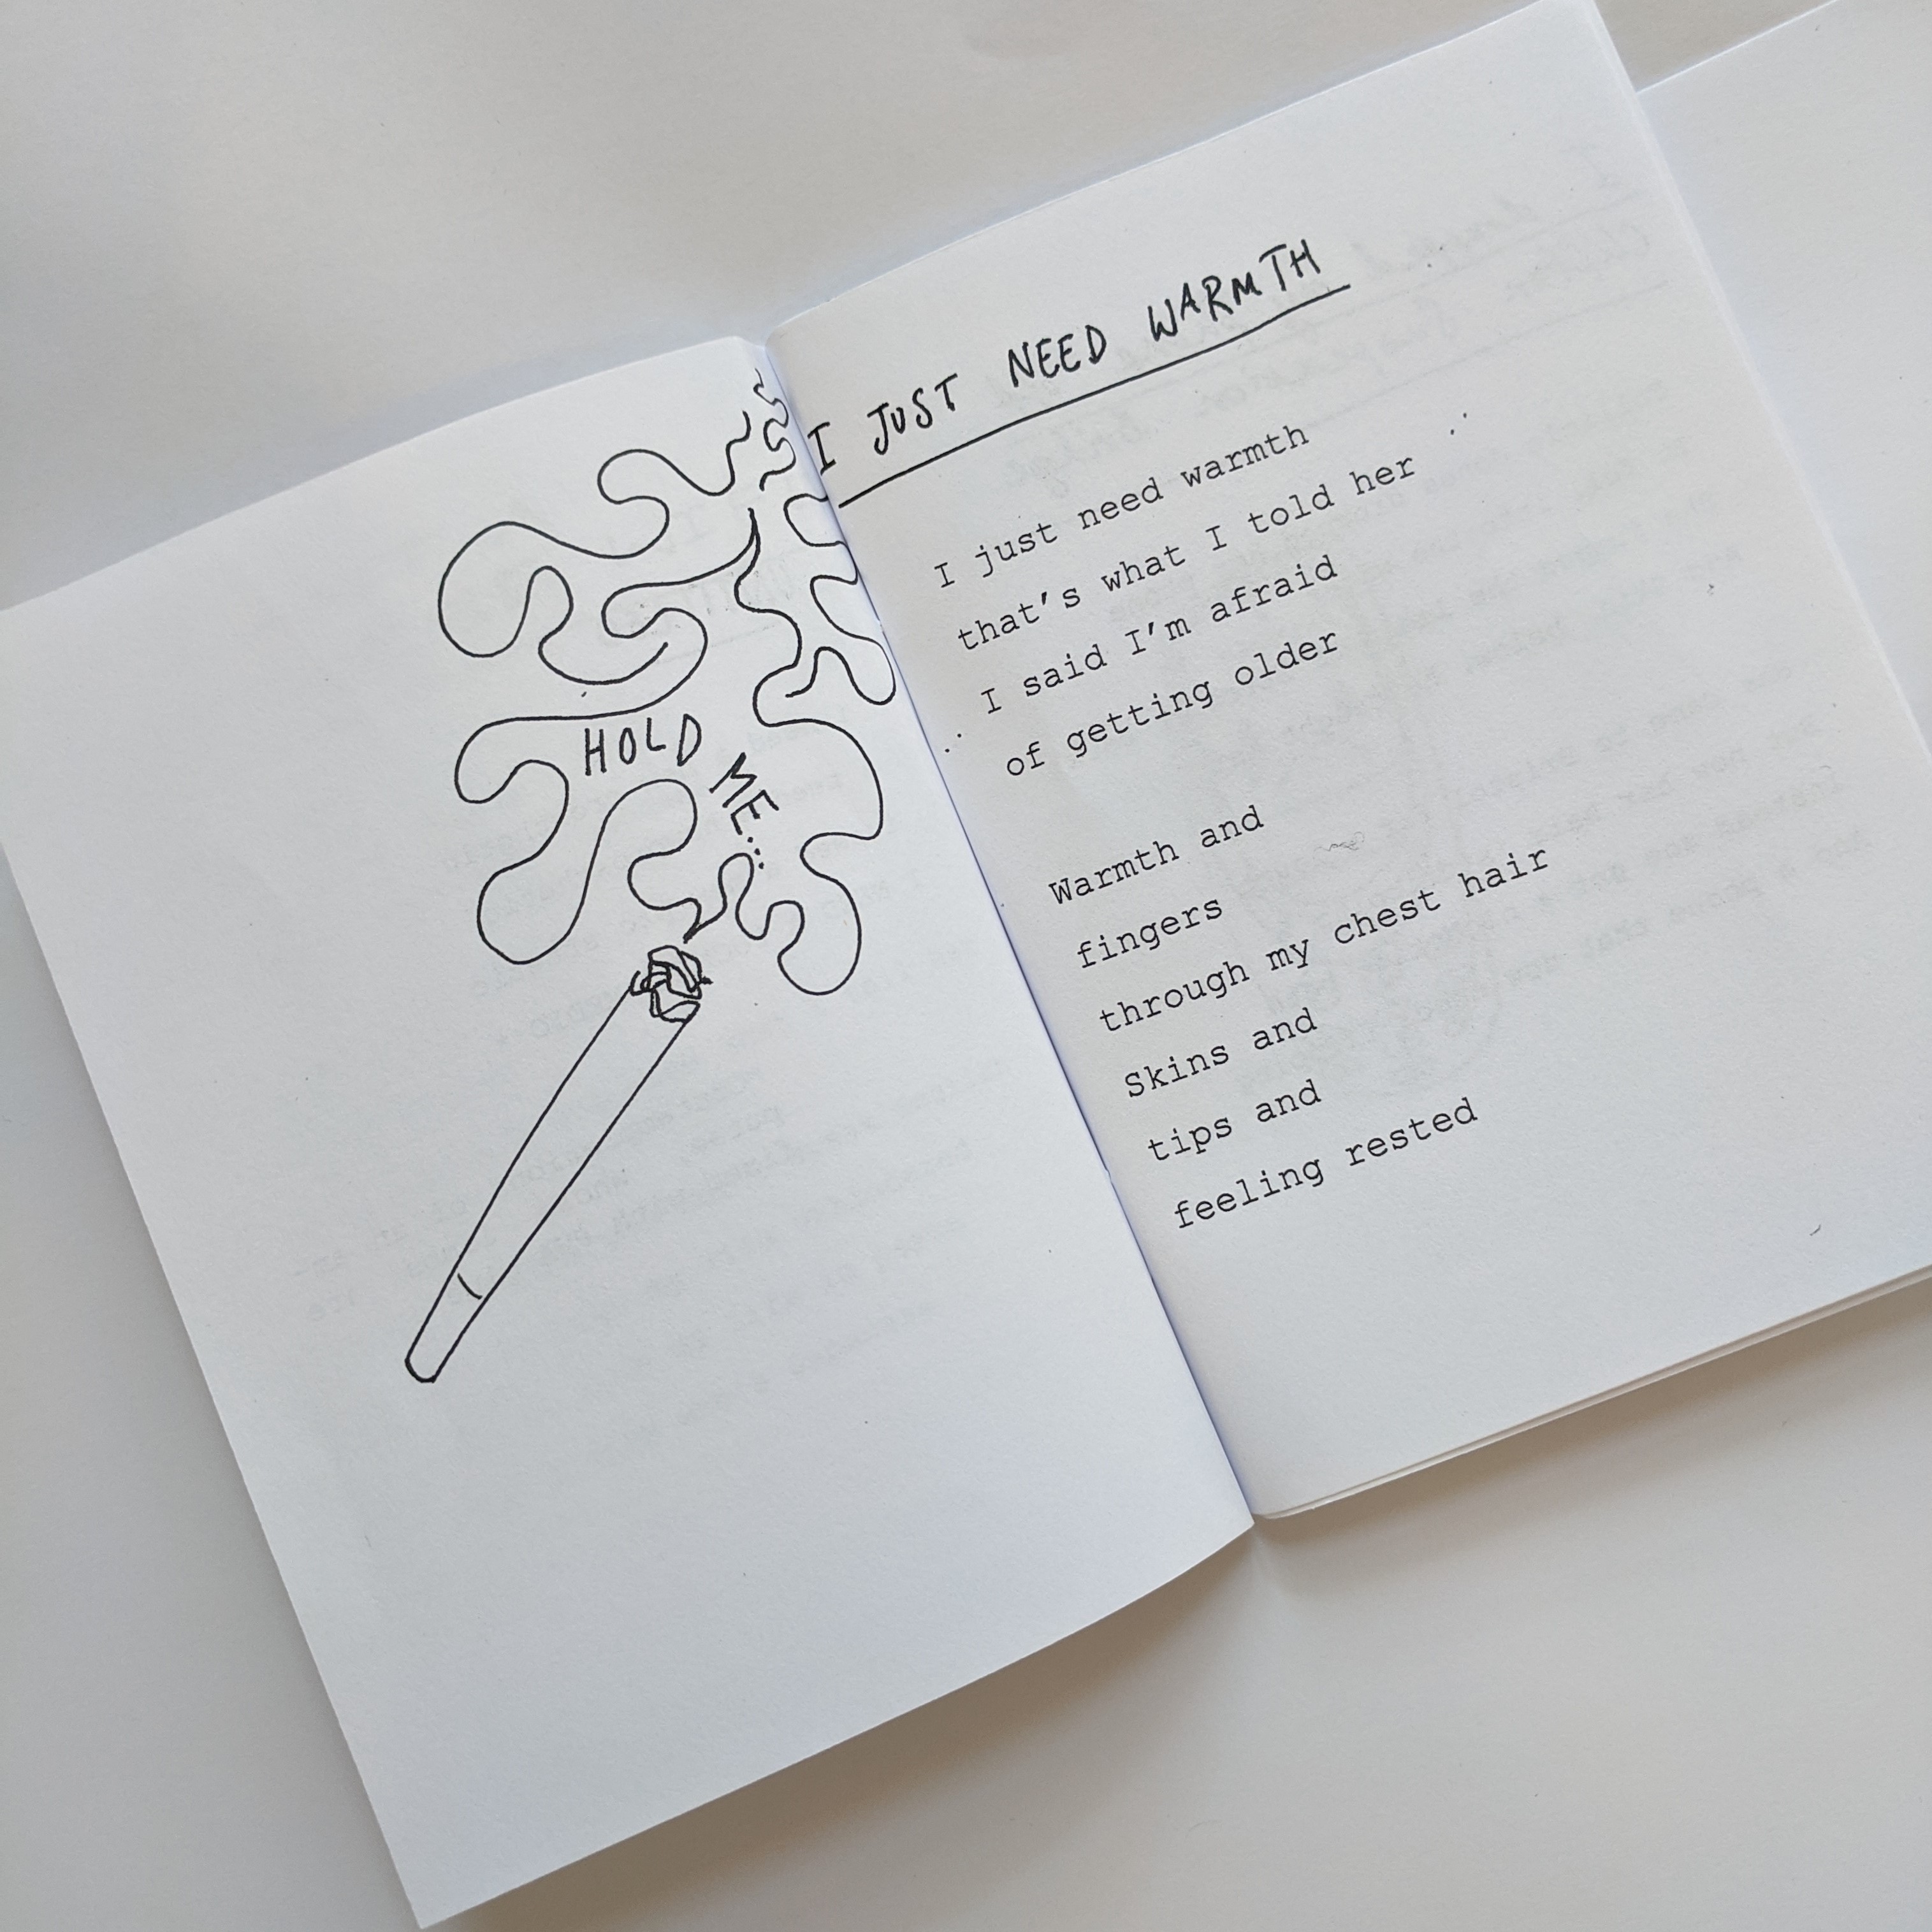 HOLD
ME...
I JUST NEED WARMTH
I just need warmth
that's what I told her
I said I'm afraid
of getting older
Warmth and
fingers
through my chest hair
Skins and
tips and
feeling rested